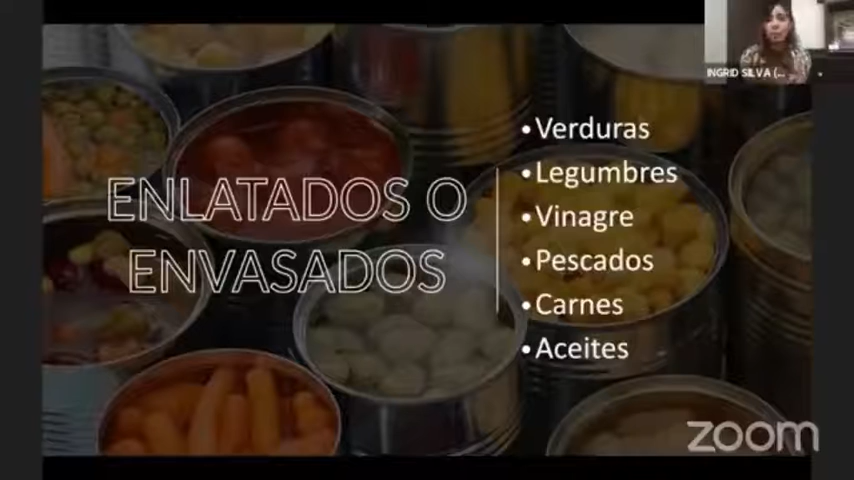 INGRID SILVA (...
ENLATADOS O
ENVASADOS
•Verduras
•Legumbres
•Vinagre
•Pescados
•Carnes
•Aceites
zoom